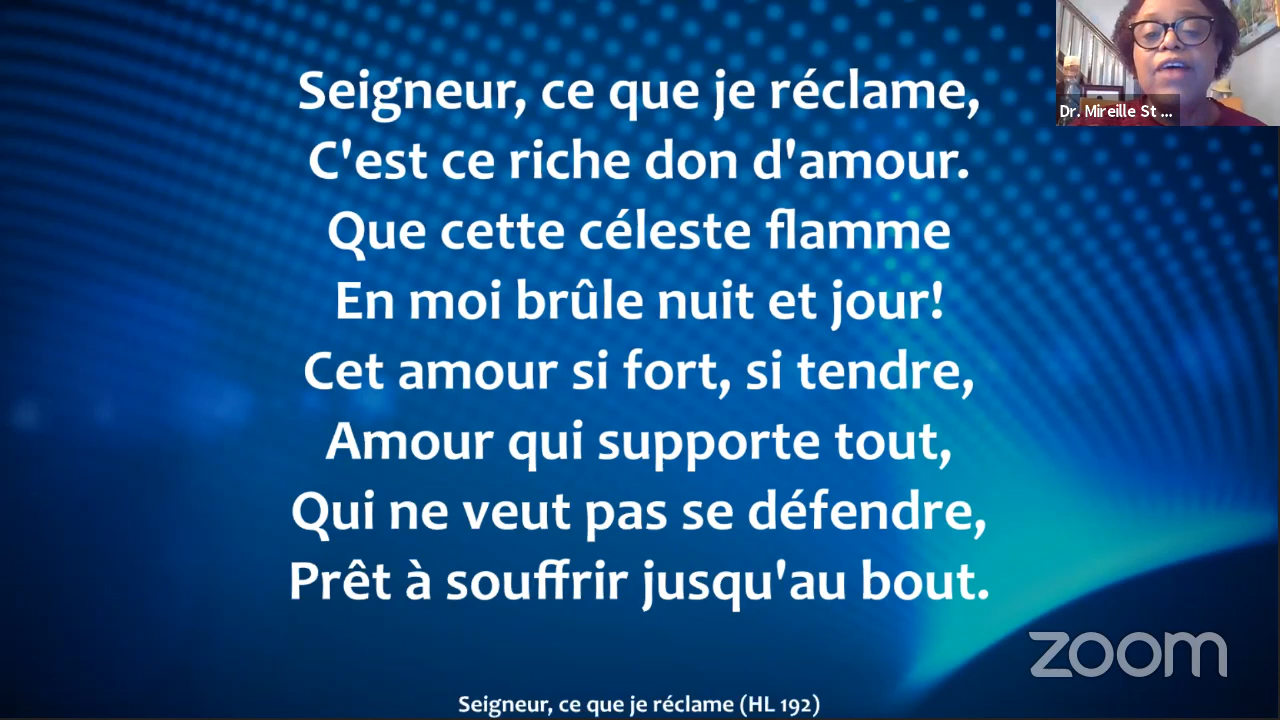 Seigneur, ce que je réclame,
C'est ce riche don d'amour.
Que cette céleste flamme
En moi brûle nuit et jour!
Cet amour si fort, si tendre,
Amour qui supporte tout,
Qui ne veut pas se défendre,
Prêt à souffrir jusqu'au bout.
Dr. Mireille St ...
zoom
Seigneur, ce que je réclame (HL 192)